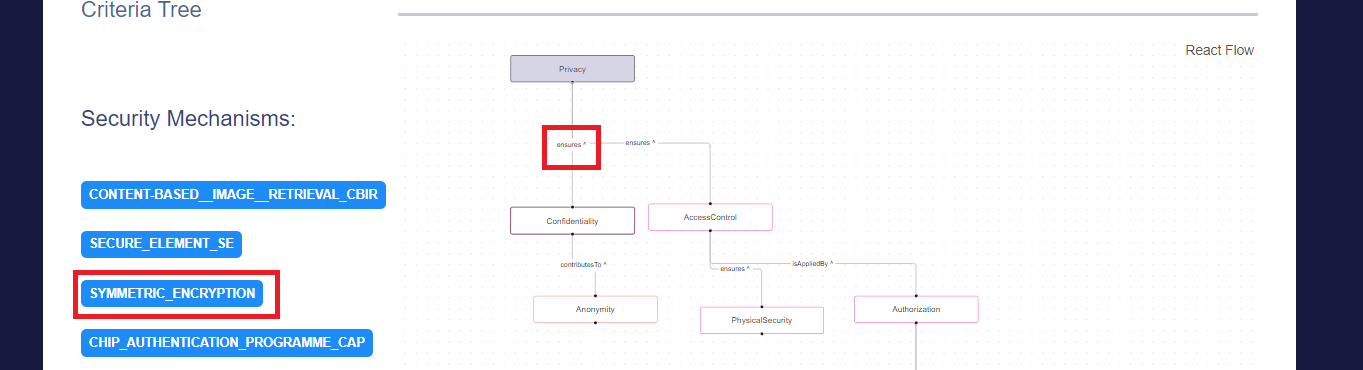 Criteria Tree
React Flow
Privacy
Security Mechanisms:
ensures ^
ensures ^
CONTENT-BASED__IMAGE__RETRIEVAL_CBIR
Confidentiality
AccessControl
SECURE_ELEMENT_SE
contributesTo ^
ensures ^
isAppliedBy ^
SYMMETRIC_ENCRYPTION
Anonymity
PhysicalSecurity
Authorization
CHIP_AUTHENTICATION_PROGRAMME_CAP